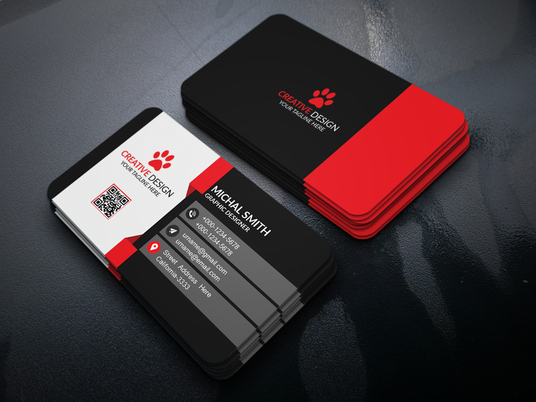 CREATIVE DESIGN
YOUR TAGLINE HERE
CREATIVE DESIGN
YOUR TAGLINE HERE
MICHAL SMITH
GRAPHIC DESIGNER
+000-1234-5678
+000-1234-5678
urname@gmail.com
urname@email.com
Street Address Here
California-3333